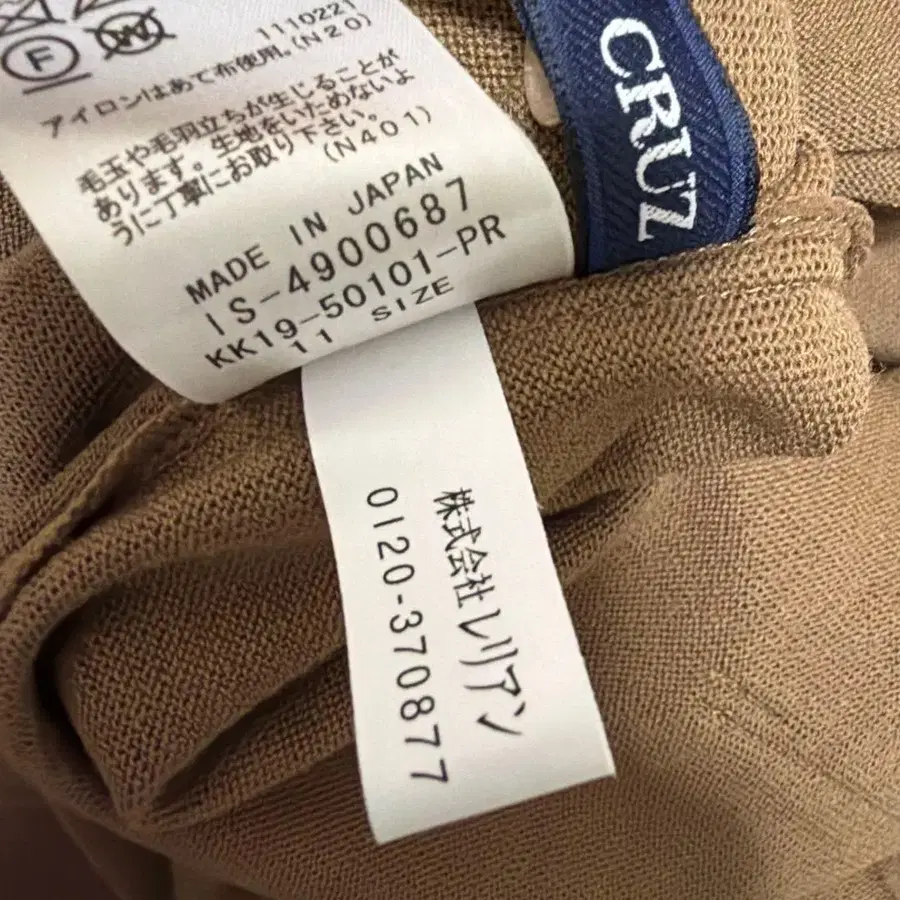 F
W
1110221
アイロンはあて布使用。(N20)
毛玉や毛羽立ちが生じることが
あります。生地をいためないよ
うに丁寧にお取り下さい。
(N401)
MADE IN JAPAN
IS-4900687
KK19-50101-PR
11 SIZE
CRUZ
株式会社レリアン
0120-370877